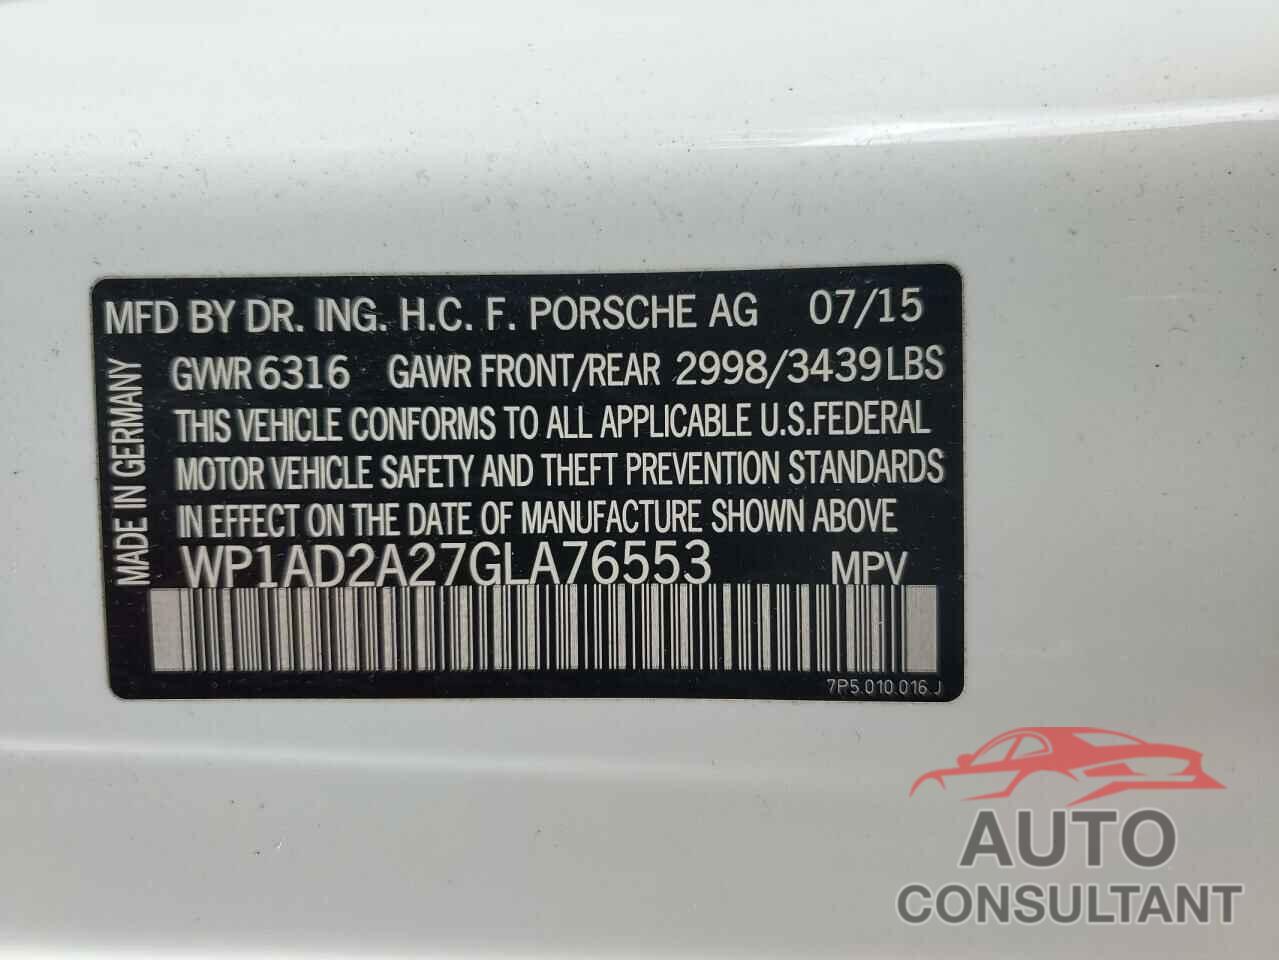 MFD BY DR. ING. H.C. F. PORSCHE AG 07/15
GVWR 6316 GAWR FRONT/REAR 2998/3439 LBS
THIS VEHICLE CONFORMS TO ALL APPLICABLE U.S. FEDERAL
MOTOR VEHICLE SAFETY AND THEFT PREVENTION STANDARDS
IN EFFECT ON THE DATE OF MANUFACTURE SHOWN ABOVE
WP1AD2A27GLA76553 MPV
MADE IN GERMANY
7P5.010.016.J
AUTO
CONSULTANT